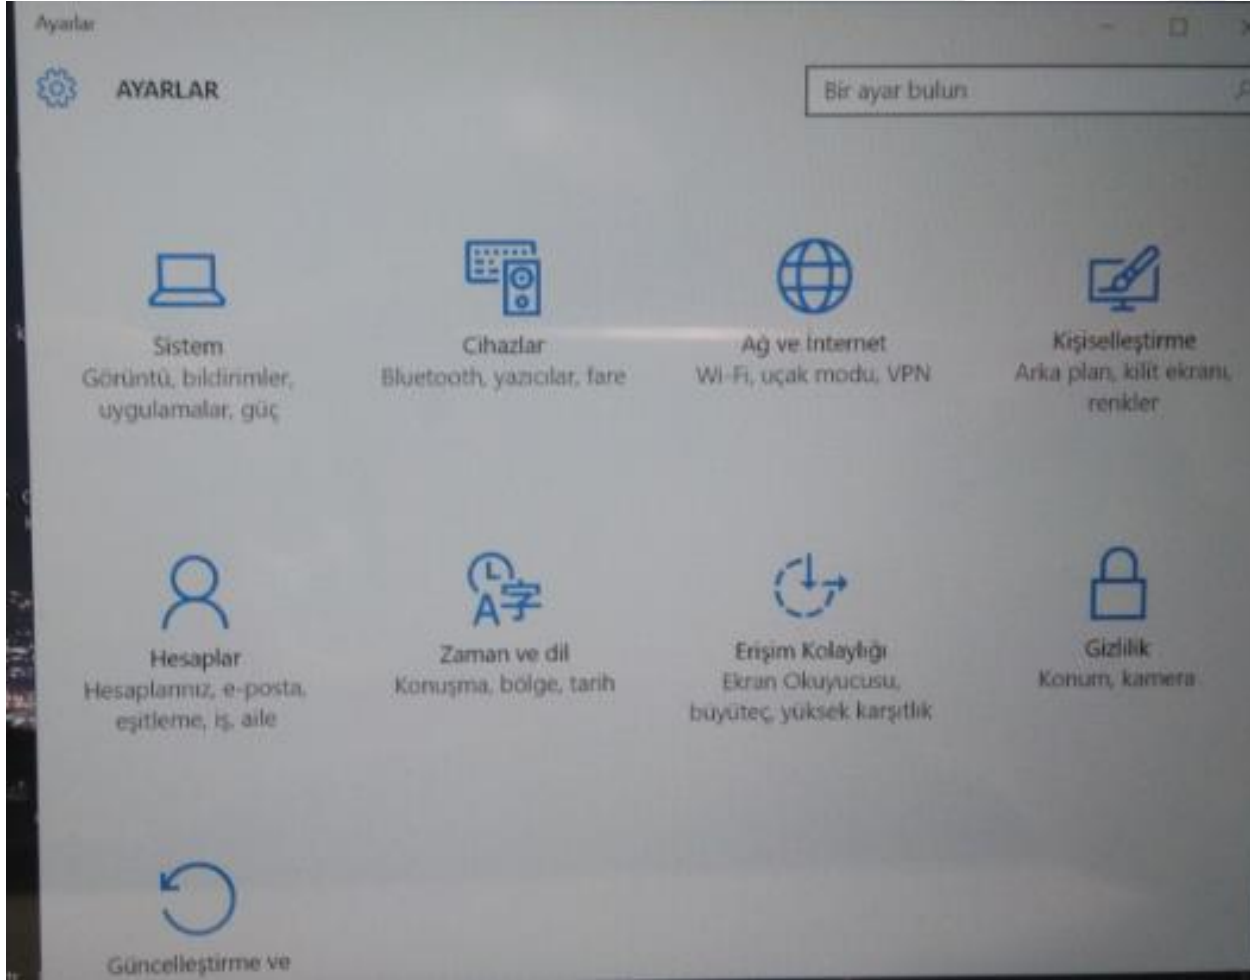 Ayarlar
AYARLAR
Bir ayar bulun
Sistem
Görüntü, bildirimler,
uygulamalar, güç
Cihazlar
Bluetooth, yazıcılar, fare
Ağ ve İnternet
Wi-Fi, uçak modu, VPN
Kişiselleştirme
Arka plan, kilit ekranı,
renkler
Hesaplar
Hesaplarınız, e-posta,
eşitleme, iş, aile
Zaman ve dil
Konuşma, bölge, tarih
Erişim Kolaylığı
Ekran Okuyucusu,
büyüteç, yüksek karşıtlık
Gizlilik
Konum, kamera
Güncelleştirme ve